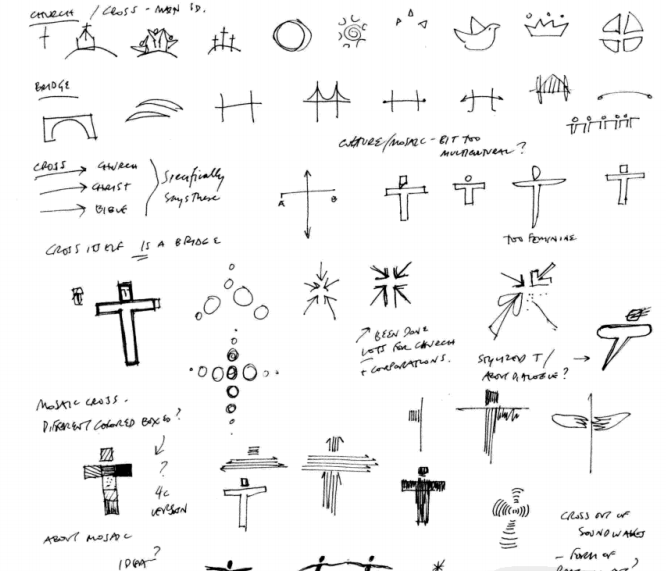 CHURCH / CROSS - MAIN ID.
BRIDGE
CULTURE/MOSAIC - BIT TOO
MULTICULTURAL?
CROSS → CHURCH
→ CHRIST
→ BIBLE
SPECIFICALLY
SAYS THESE
A B
CROSS ITSELF IS A BRIDGE
TOO FEMININE
BEEN DONE
LOTS FOR CHURCH
+ CORPORATIONS.
STYLIZED T /
ABOUT DIALOGUE?
MOSAIC CROSS.
DIFFERENT COLORED BOXES?
?
4C
VERSION
ABOUT MOSAIC
IDEA?
CROSS OUT OF
SOUNDWAVES
- FORM OF